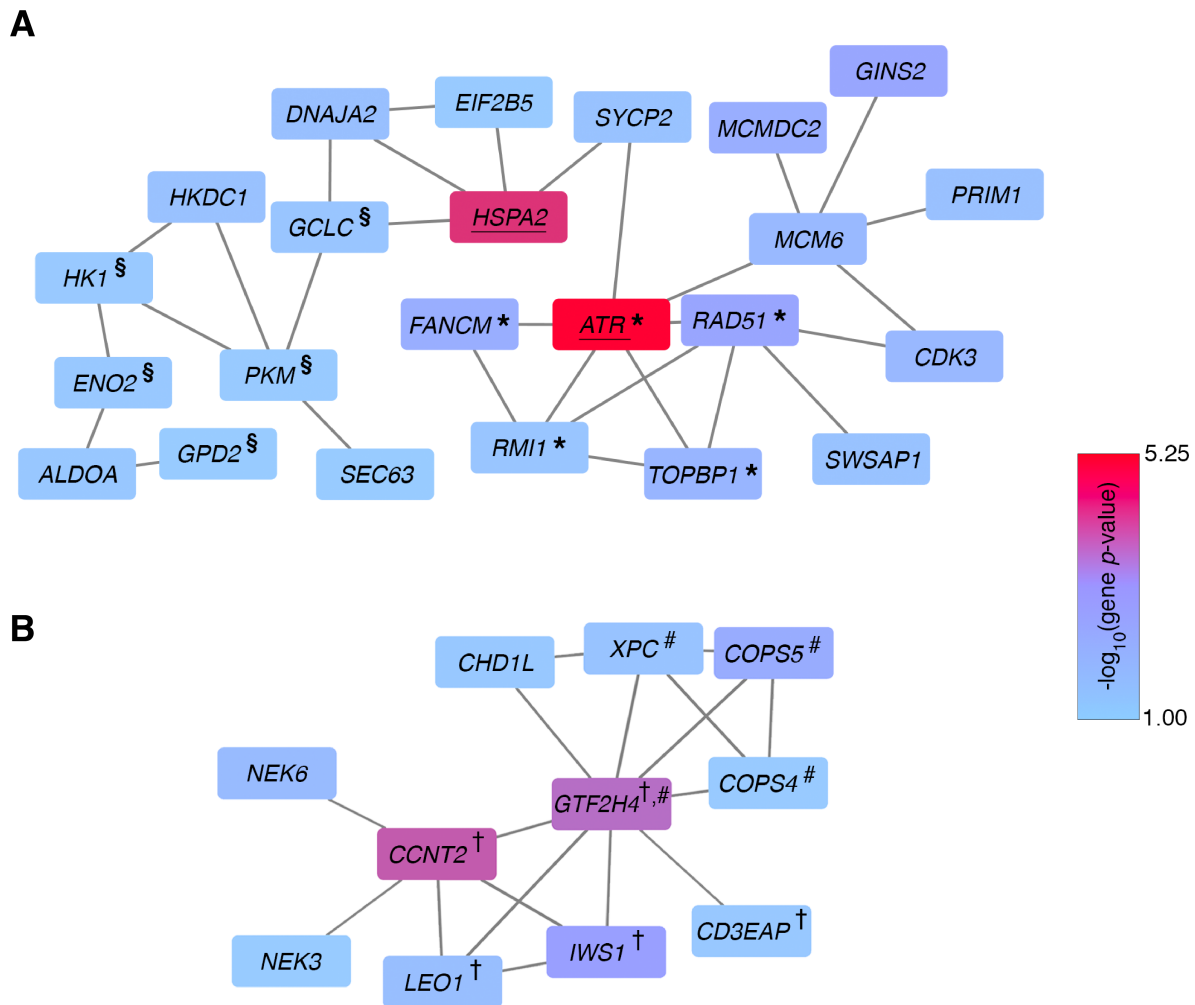 A
GINS2
DNAJA2
EIF2B5
SYCP2
MCMDC2
HKDC1
PRIM1
GCLC §
HSPA2
MCM6
HK1 §
FANCM *
ATR *
RAD51 *
CDK3
ENO2 §
PKM §
RMI1 *
GPD2 §
ALDOA
SEC63
TOPBP1 *
SWSAP1
5.25
-log10(gene p-value)
1.00
B
CHD1L
XPC #
COPS5 #
NEK6
COPS4 #
GTF2H4 †,#
CCNT2 †
CD3EAP †
NEK3
LEO1 †
IWS1 †